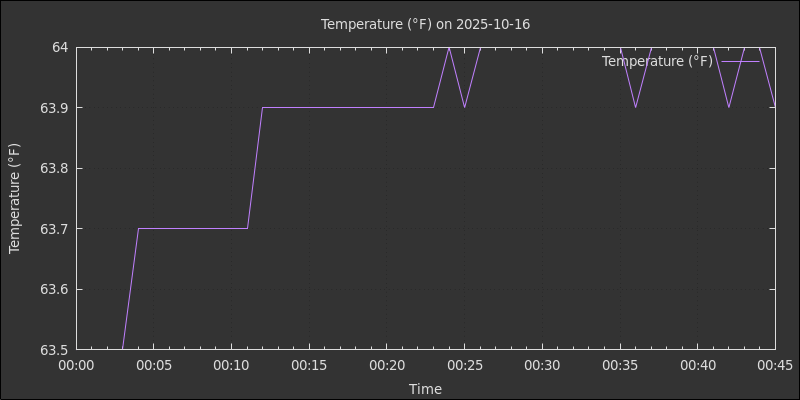 Temperature (°F) on 2025-10-16
Temperature (°F)
64
63.9
63.8
63.7
63.6
63.5
Temperature (°F)
00:00 00:05 00:10 00:15 00:20 00:25 00:30 00:35 00:40 00:45
Time